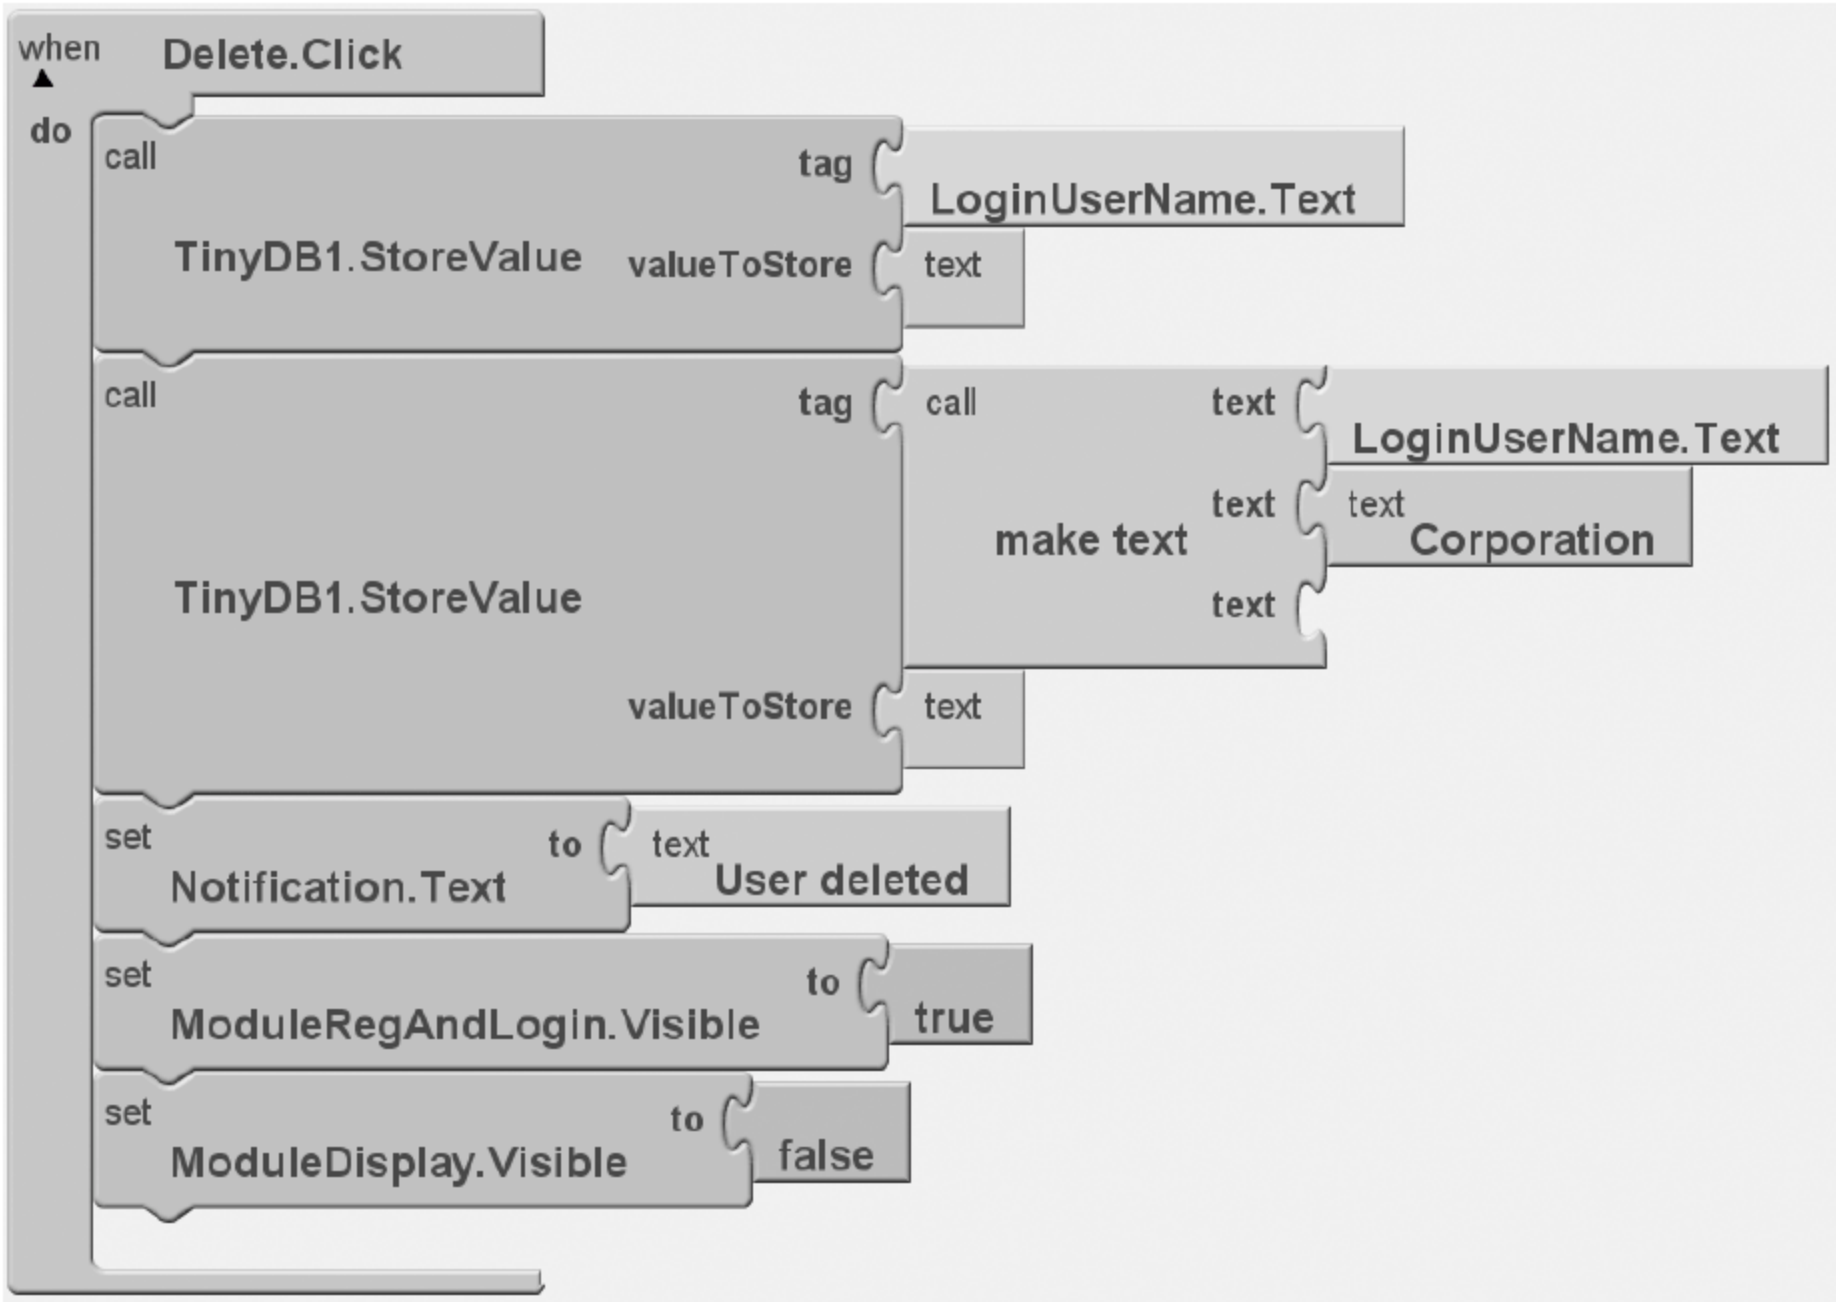 when Delete.Click
do
call tag LoginUserName.Text
TinyDB1.StoreValue valueToStore text
call tag call text LoginUserName.Text
make text text text Corporation
TinyDB1.StoreValue text
valueToStore text
set Notification.Text to text User deleted
set ModuleRegAndLogin.Visible to true
set ModuleDisplay.Visible to false